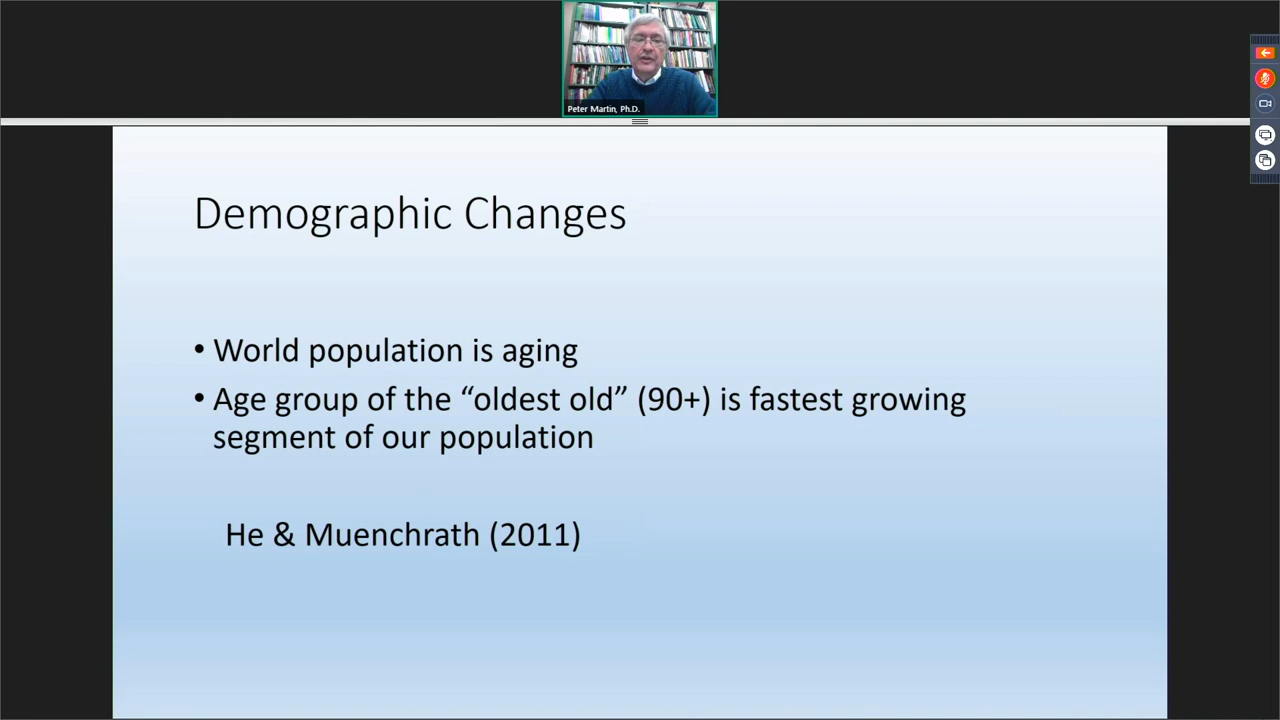 Peter Martin, Ph.D.
Demographic Changes
• World population is aging
• Age group of the “oldest old” (90+) is fastest growing
segment of our population
He & Muenchrath (2011)